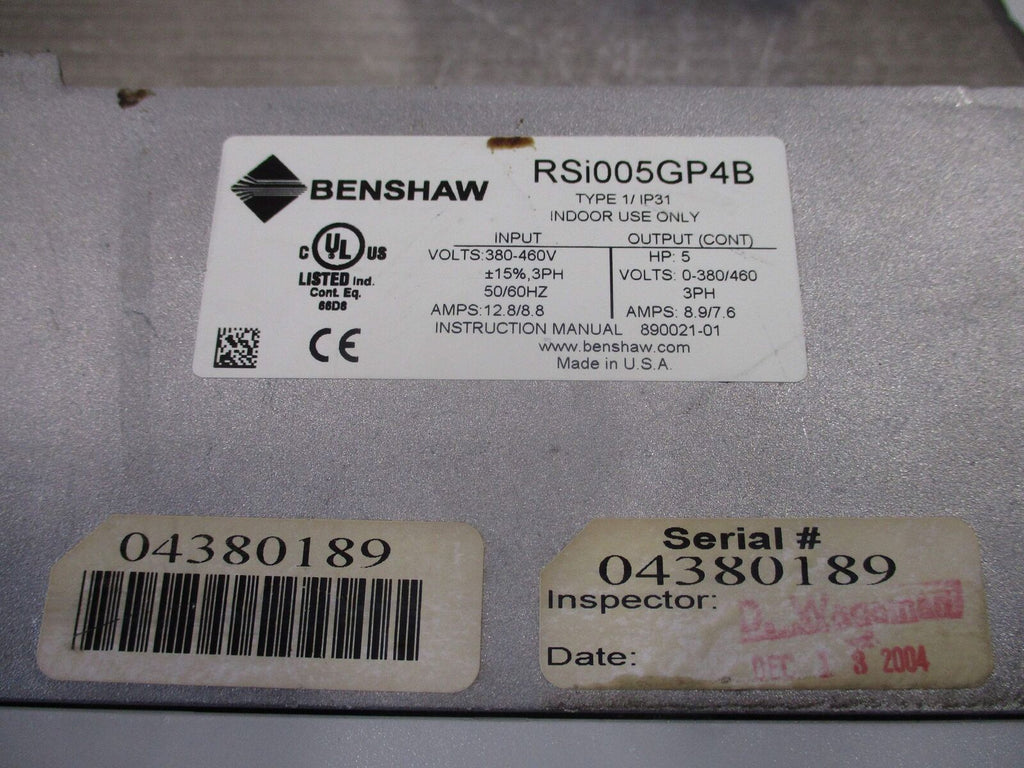 BENSHAW
RSi005GP4B
TYPE 1/ IP31
INDOOR USE ONLY
C UL US
LISTED Ind.
Cont. Eq.
66D6
CE
INPUT
VOLTS:380-460V
±15%,3PH
50/60HZ
AMPS:12.8/8.8
OUTPUT (CONT)
HP: 5
VOLTS: 0-380/460
3PH
AMPS: 8.9/7.6
INSTRUCTION MANUAL 890021-01
www.benshaw.com
Made in U.S.A.
04380189
Serial #
04380189
Inspector: D. Wageman
Date: DEC 13 2004